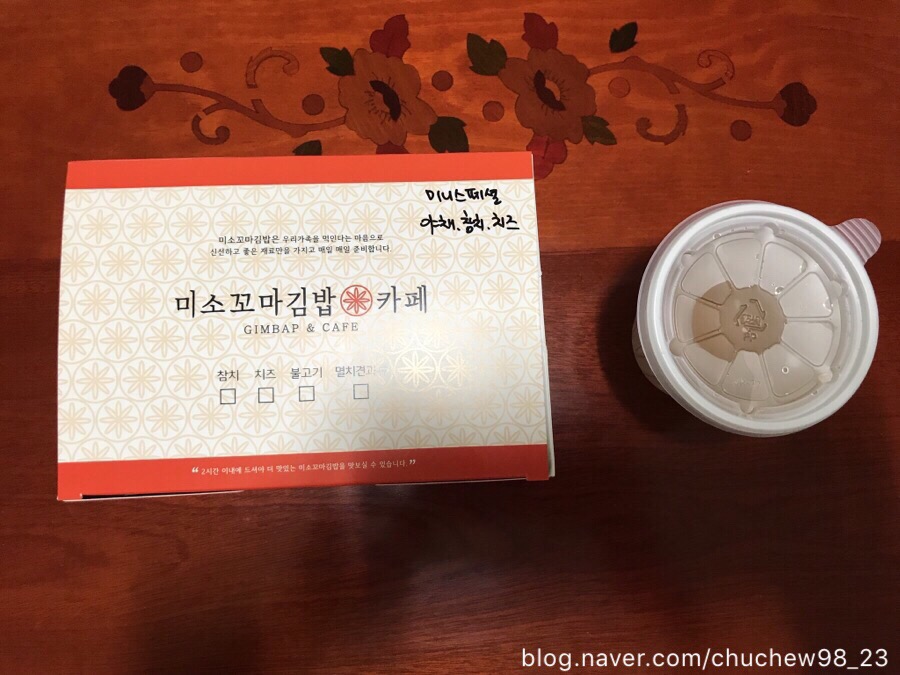 미니스페셜
야채.참치.치즈
미소꼬마김밥은 우리가족을 먹인다는 마음으로
신선하고 좋은 재료만을 가지고 매일 매일 준비합니다.
미소꼬마김밥 카페
GIMBAP & CAFE
참치 치즈 불고기 멸치견과
“ 2시간 이내에 드셔야 더 맛있는 미소꼬마김밥을 맛보실 수 있습니다. ”
blog.naver.com/chuchew98_23